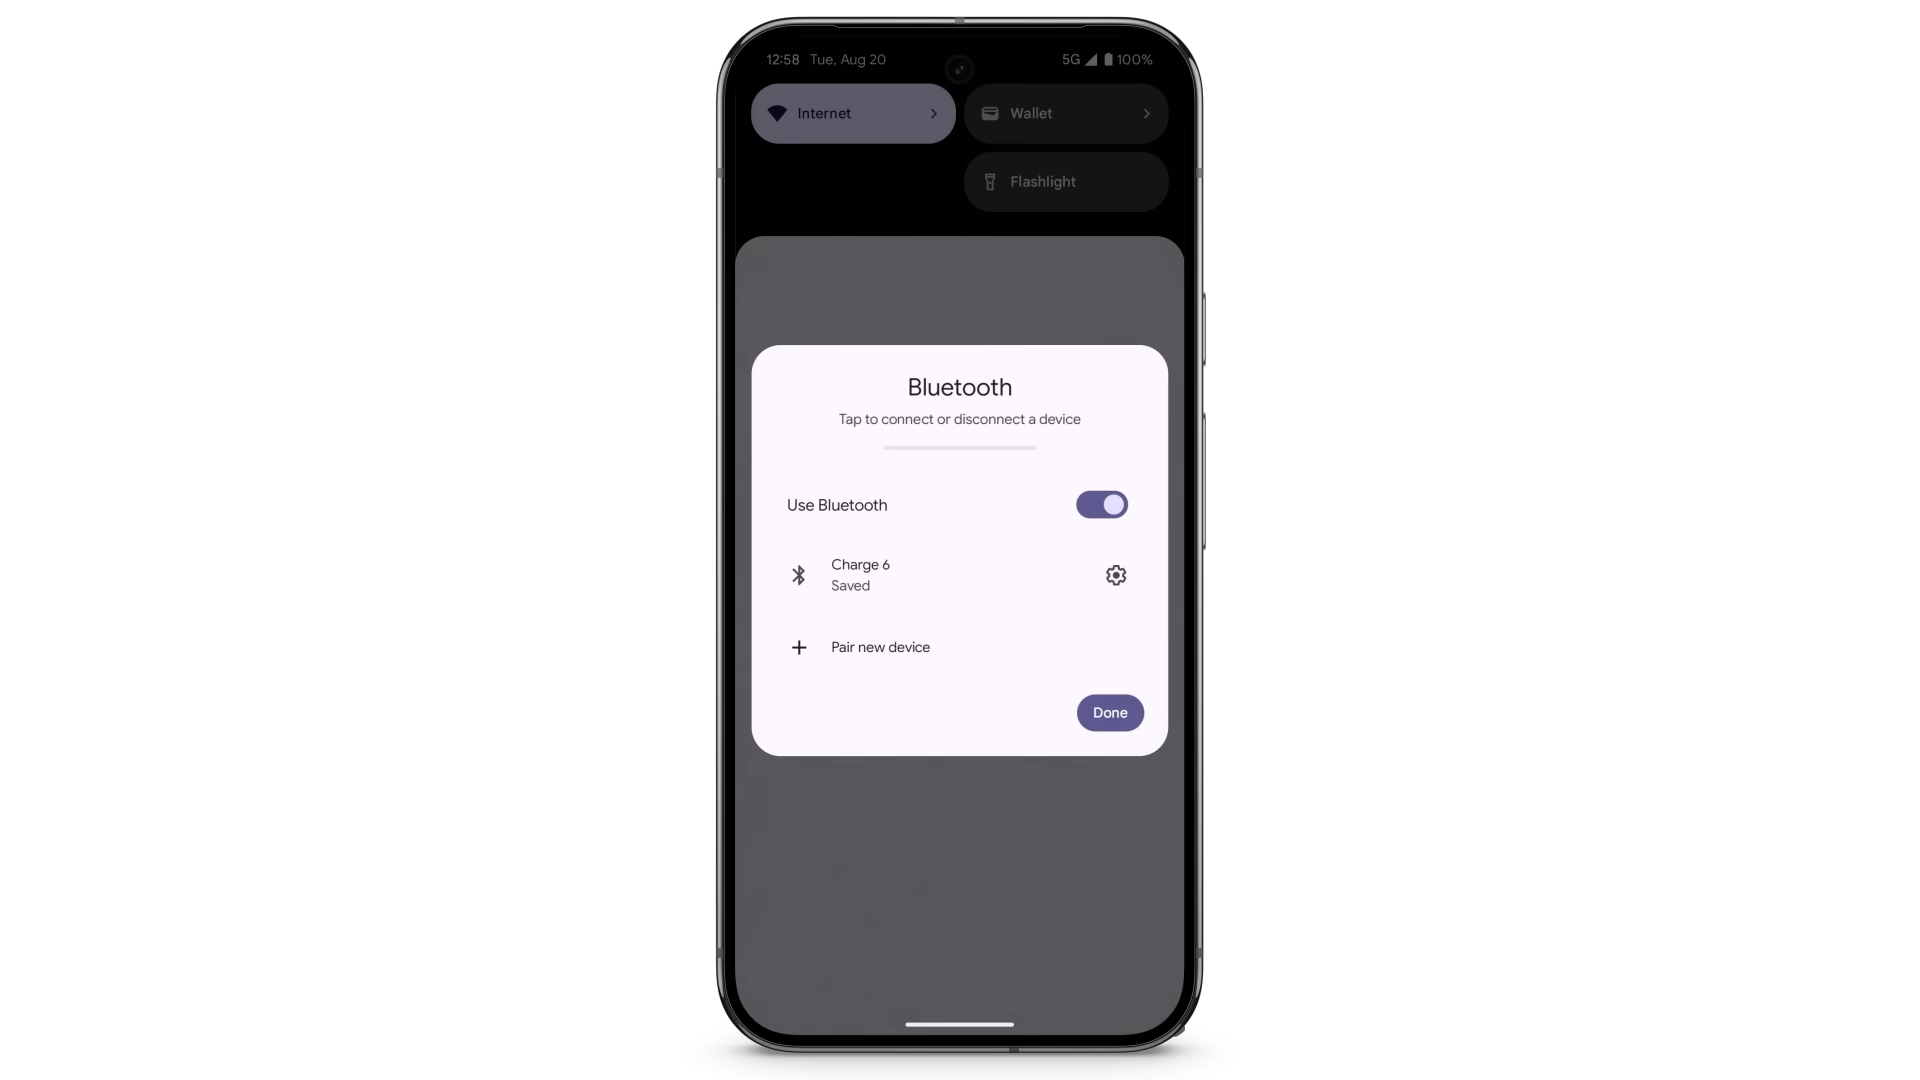 12:58 Tue, Aug 20 5G 100%
Internet
Wallet
Flashlight
Bluetooth
Tap to connect or disconnect a device
Use Bluetooth
Charge 6
Saved
Pair new device
Done